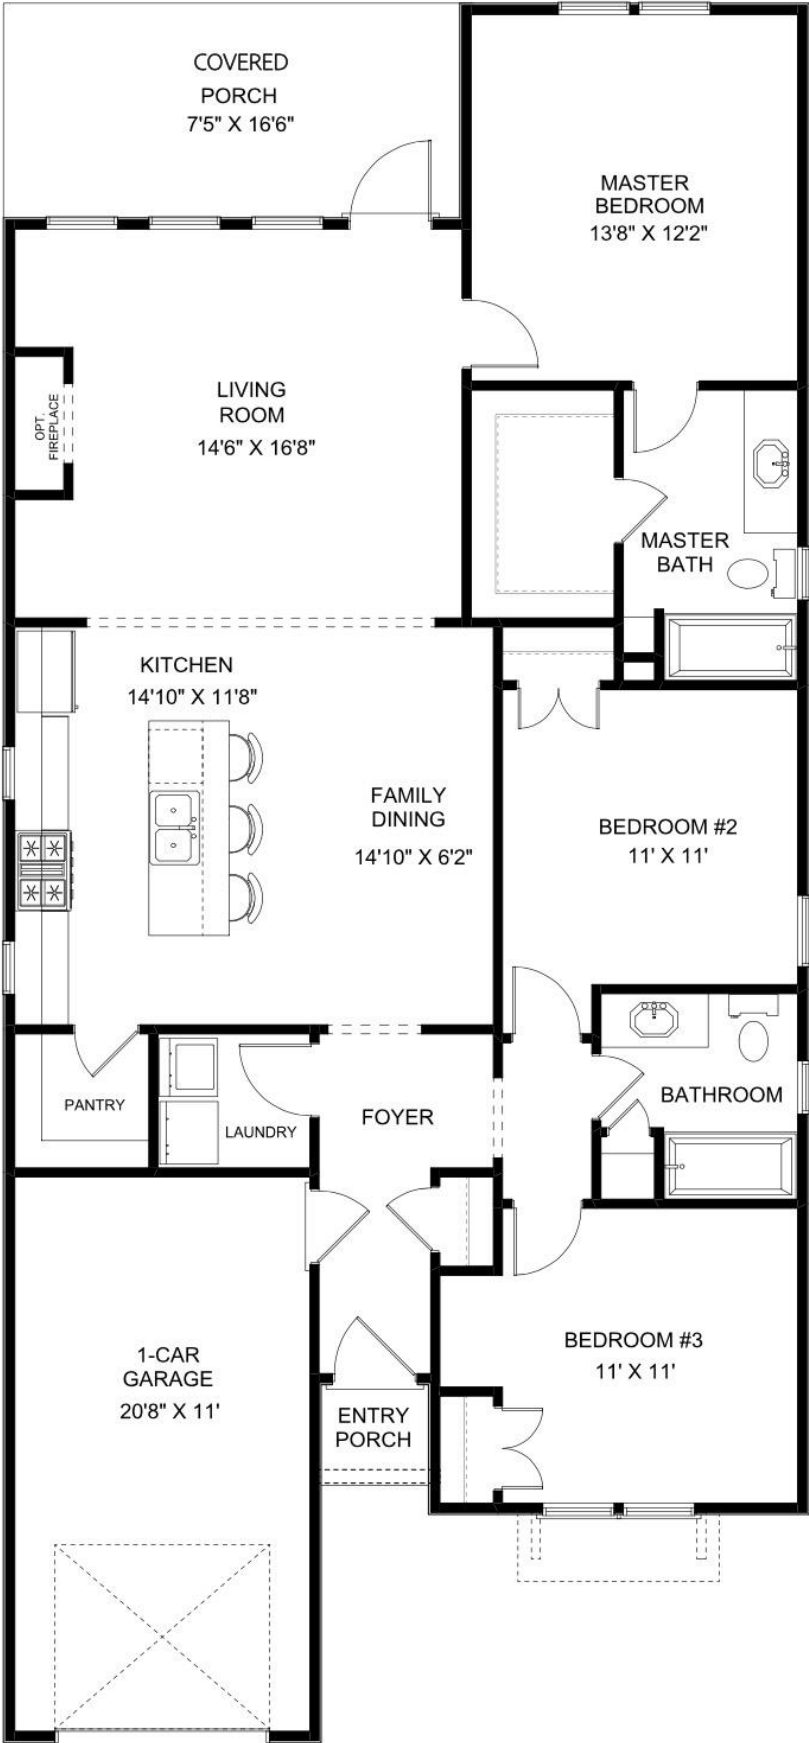 COVERED
PORCH
7'5" X 16'6"
MASTER
BEDROOM
13'8" X 12'2"
LIVING
ROOM
14'6" X 16'8"
OPT.
FIREPLACE
MASTER
BATH
KITCHEN
14'10" X 11'8"
FAMILY
DINING
14'10" X 6'2"
BEDROOM #2
11' X 11'
PANTRY
LAUNDRY
FOYER
BATHROOM
1-CAR
GARAGE
20'8" X 11'
BEDROOM #3
11' X 11'
ENTRY
PORCH